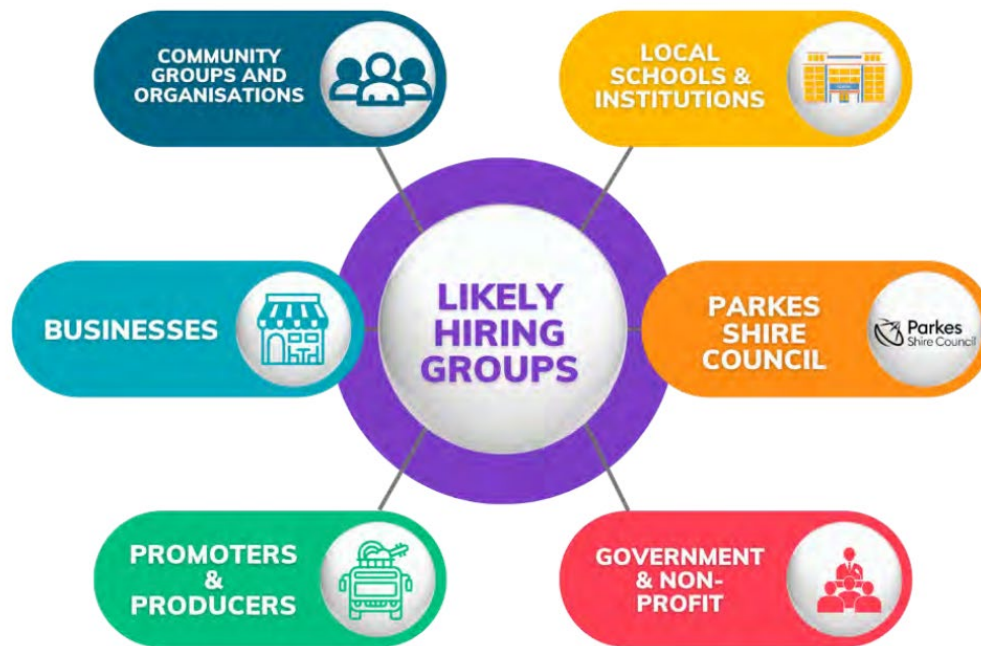 COMMUNITY
GROUPS AND
ORGANISATIONS
LOCAL
SCHOOLS &
INSTITUTIONS
BUSINESSES
LIKELY
HIRING
GROUPS
PARKES
SHIRE
COUNCIL
Parkes
Shire Council
PROMOTERS
&
PRODUCERS
GOVERNMENT
& NON-
PROFIT